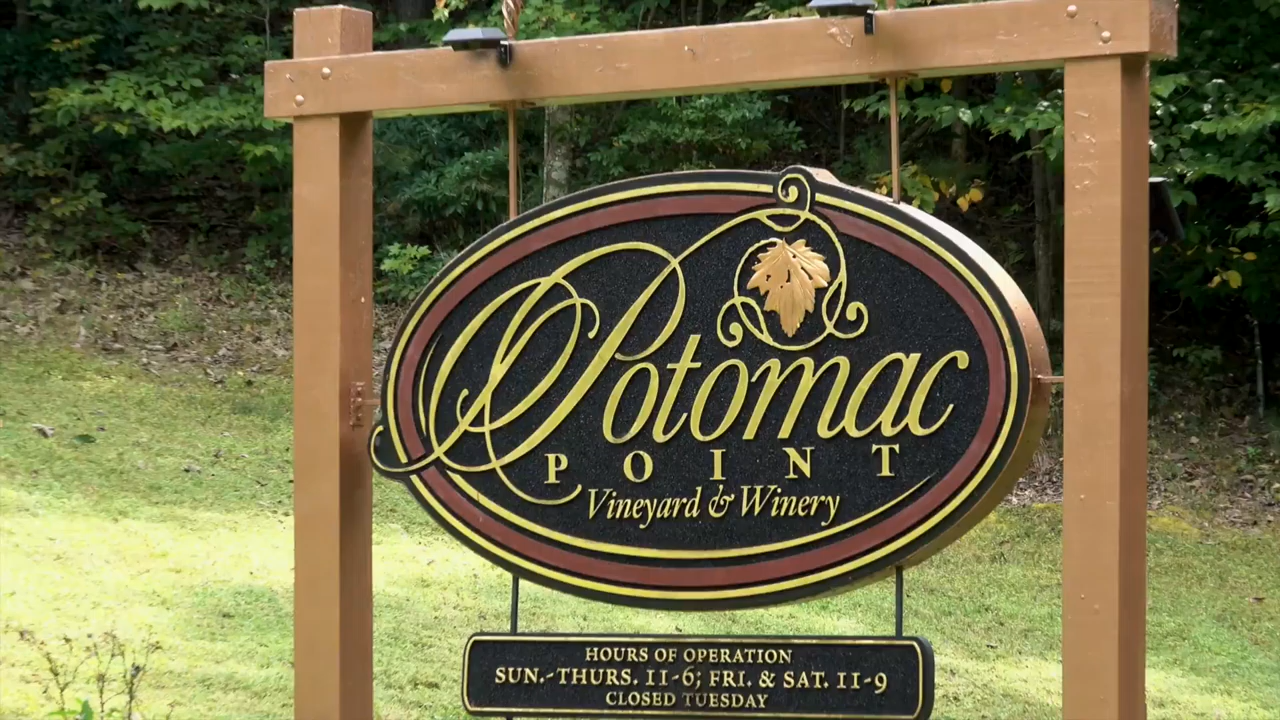 Potomac
POINT
Vineyard & Winery
HOURS OF OPERATION
SUN.-THURS. 11-6; FRI. & SAT. 11-9
CLOSED TUESDAY